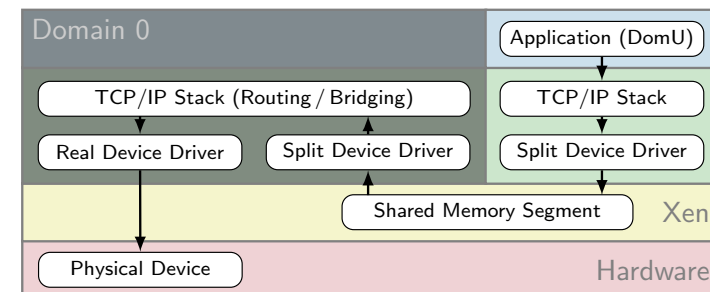 Domain 0
Application (DomU)
TCP/IP Stack (Routing / Bridging)
TCP/IP Stack
Real Device Driver
Split Device Driver
Split Device Driver
Shared Memory Segment
Xen
Physical Device
Hardware